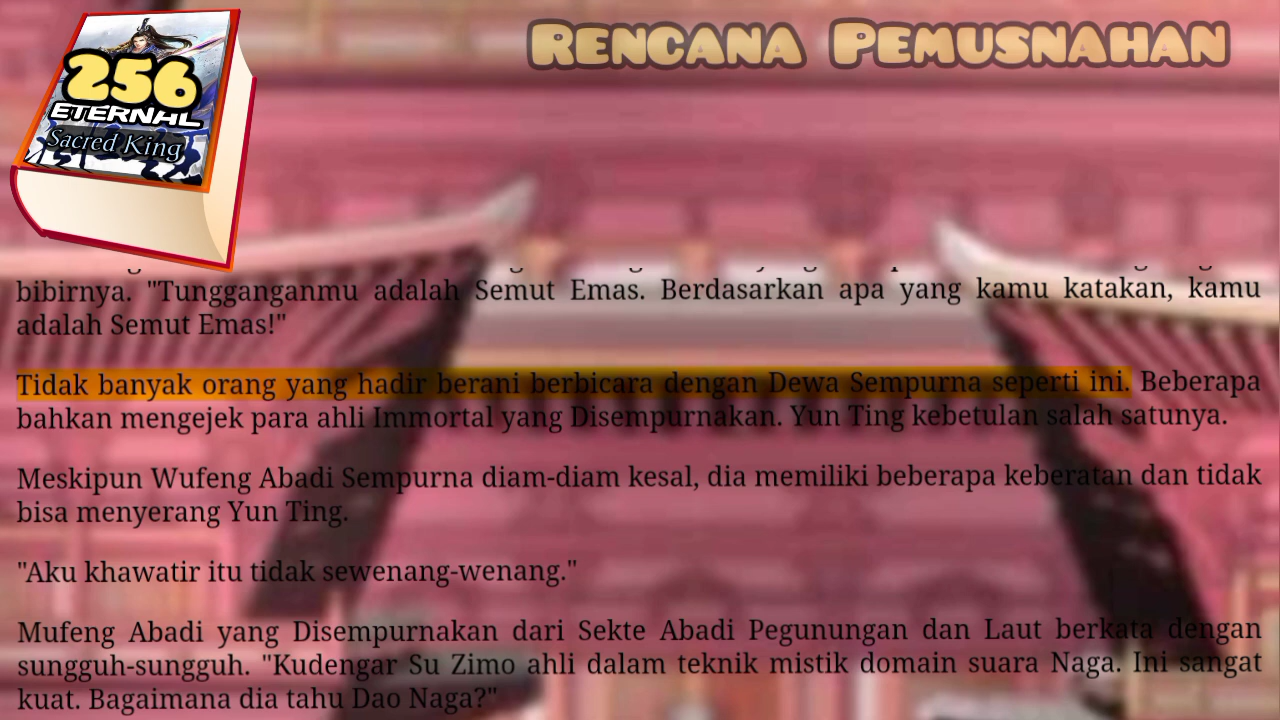 RENCANA PEMUSNAHAN
256
ETERNAL
Sacred King
bibirnya. "Tungganganmu adalah Semut Emas. Berdasarkan apa yang kamu katakan, kamu
adalah Semut Emas!"
Tidak banyak orang yang hadir berani berbicara dengan Dewa Sempurna seperti ini. Beberapa
bahkan mengejek para ahli Immortal yang Disempurnakan. Yun Ting kebetulan salah satunya.
Meskipun Wufeng Abadi Sempurna diam-diam kesal, dia memiliki beberapa keberatan dan tidak
bisa menyerang Yun Ting.
"Aku khawatir itu tidak sewenang-wenang."
Mufeng Abadi yang Disempurnakan dari Sekte Abadi Pegunungan dan Laut berkata dengan
sungguh-sungguh. "Kudengar Su Zimo ahli dalam teknik mistik domain suara Naga. Ini sangat
kuat. Bagaimana dia tahu Dao Naga?"